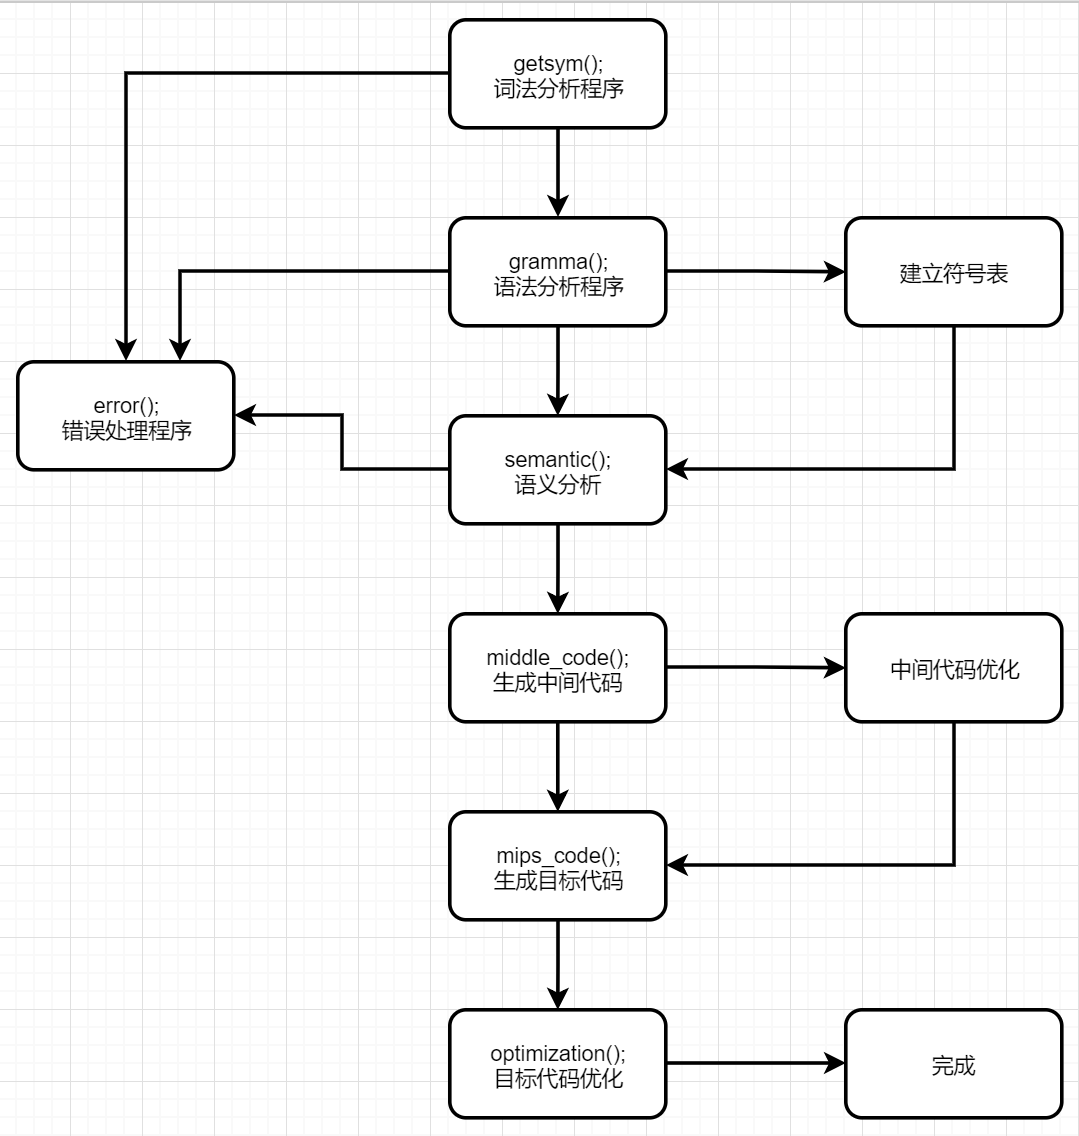 getsym();
词法分析程序
gramma();
语法分析程序
建立符号表
error();
错误处理程序
semantic();
语义分析
middle_code();
生成中间代码
中间代码优化
mips_code();
生成目标代码
optimization();
目标代码优化
完成